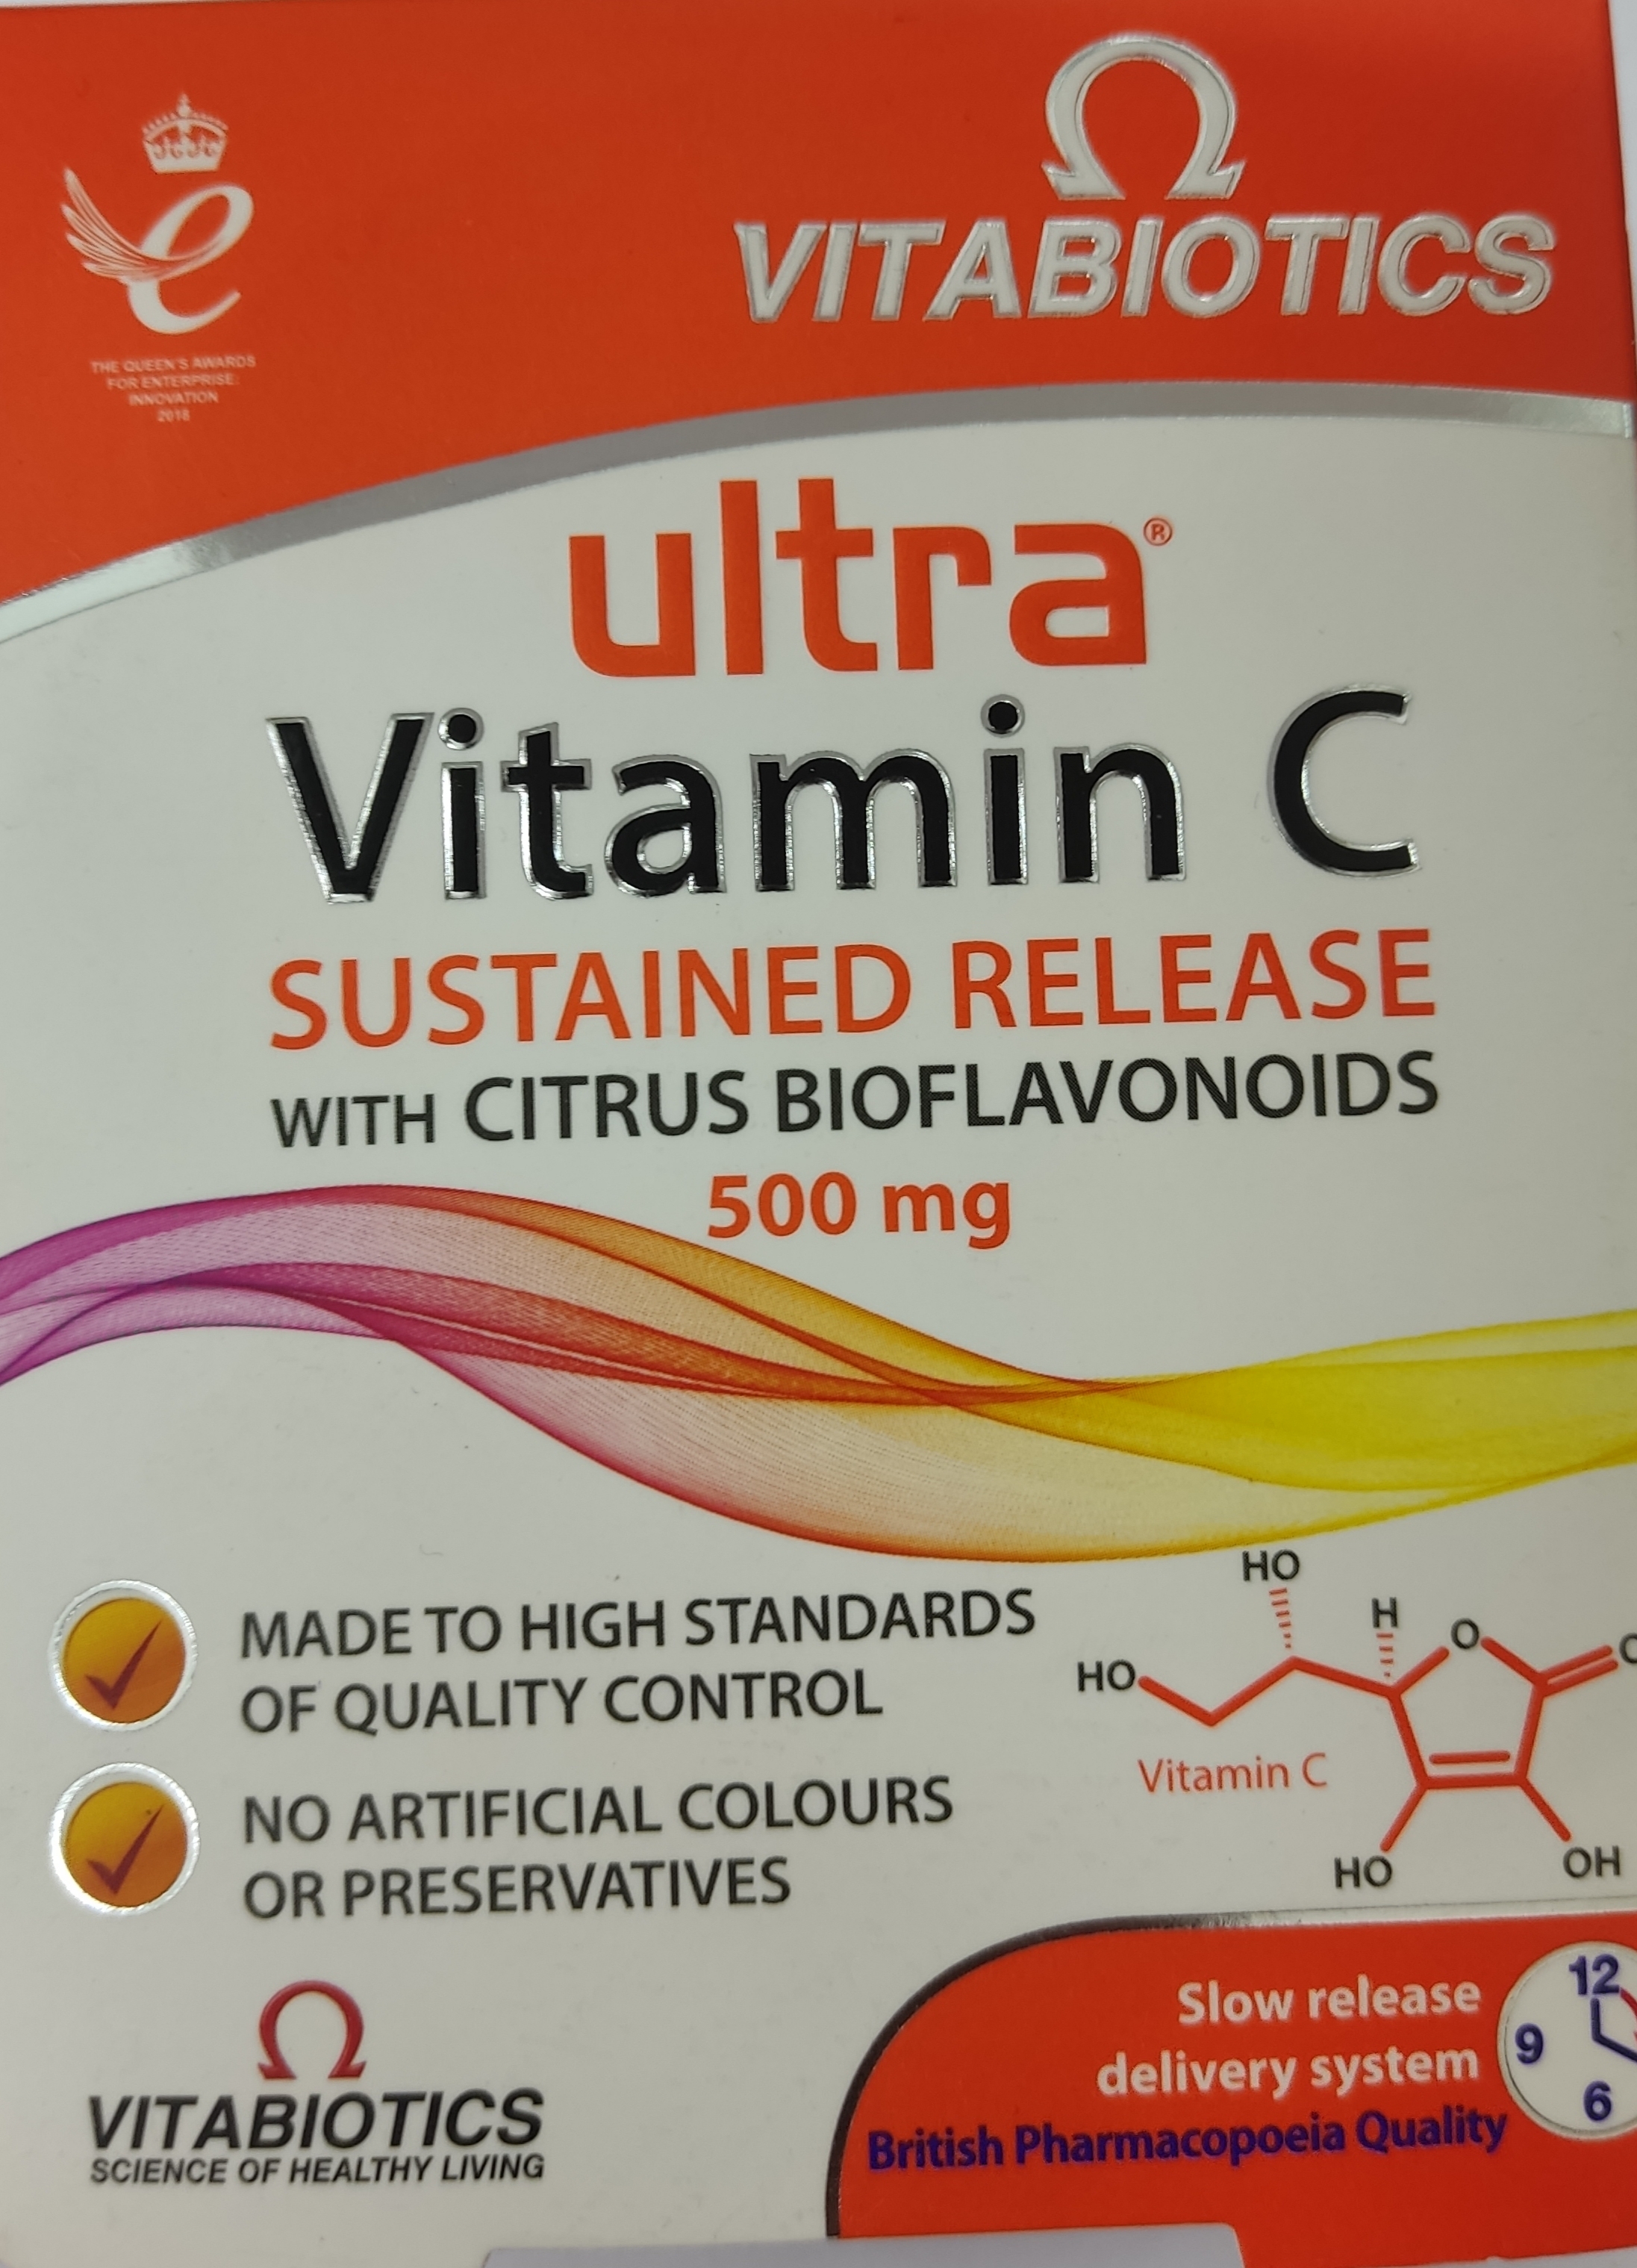 THE QUEEN'S AWARDS
FOR ENTERPRISE:
INNOVATION
2018
VITABIOTICS
ultra®
Vitamin C
SUSTAINED RELEASE
WITH CITRUS BIOFLAVONOIDS
500 mg
MADE TO HIGH STANDARDS
OF QUALITY CONTROL
NO ARTIFICIAL COLOURS
OR PRESERVATIVES
HO
H
O
O
HO
Vitamin C
HO
OH
VITABIOTICS
SCIENCE OF HEALTHY LIVING
Slow release
delivery system
British Pharmacopoeia Quality
12
9
6